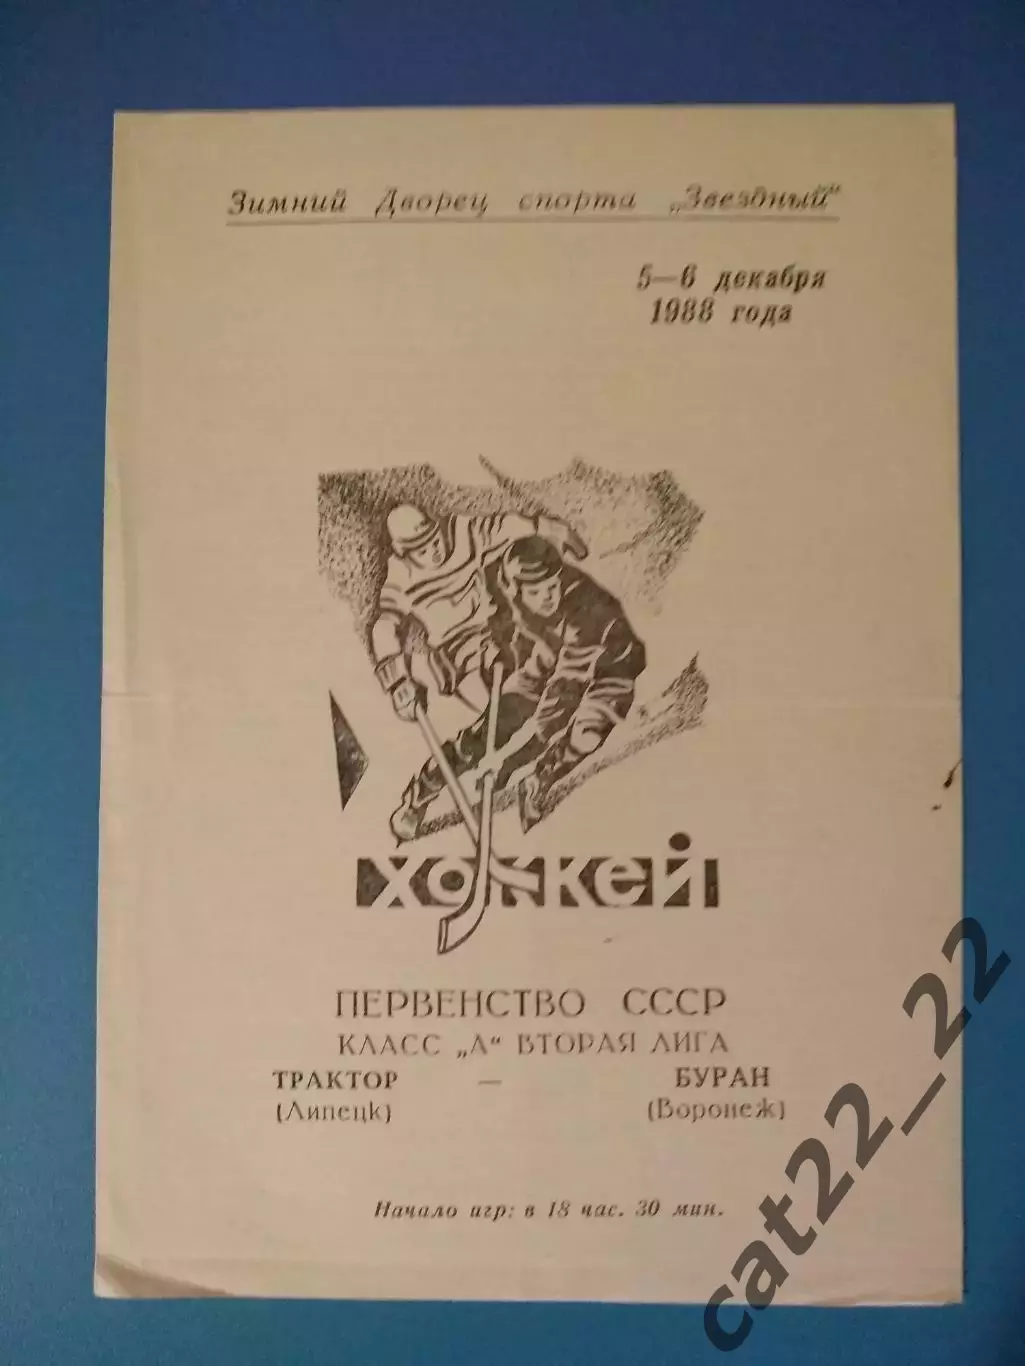 Зимний Дворец спорта „Звездный"
5—6 декабря
1988 года
хоккей
ПЕРВЕНСТВО СССР
КЛАСС „А" ВТОРАЯ ЛИГА
ТРАКТОР — БУРАН
(Липецк) (Воронеж)
Начало игр: в 18 час. 30 мин.
cat22_22